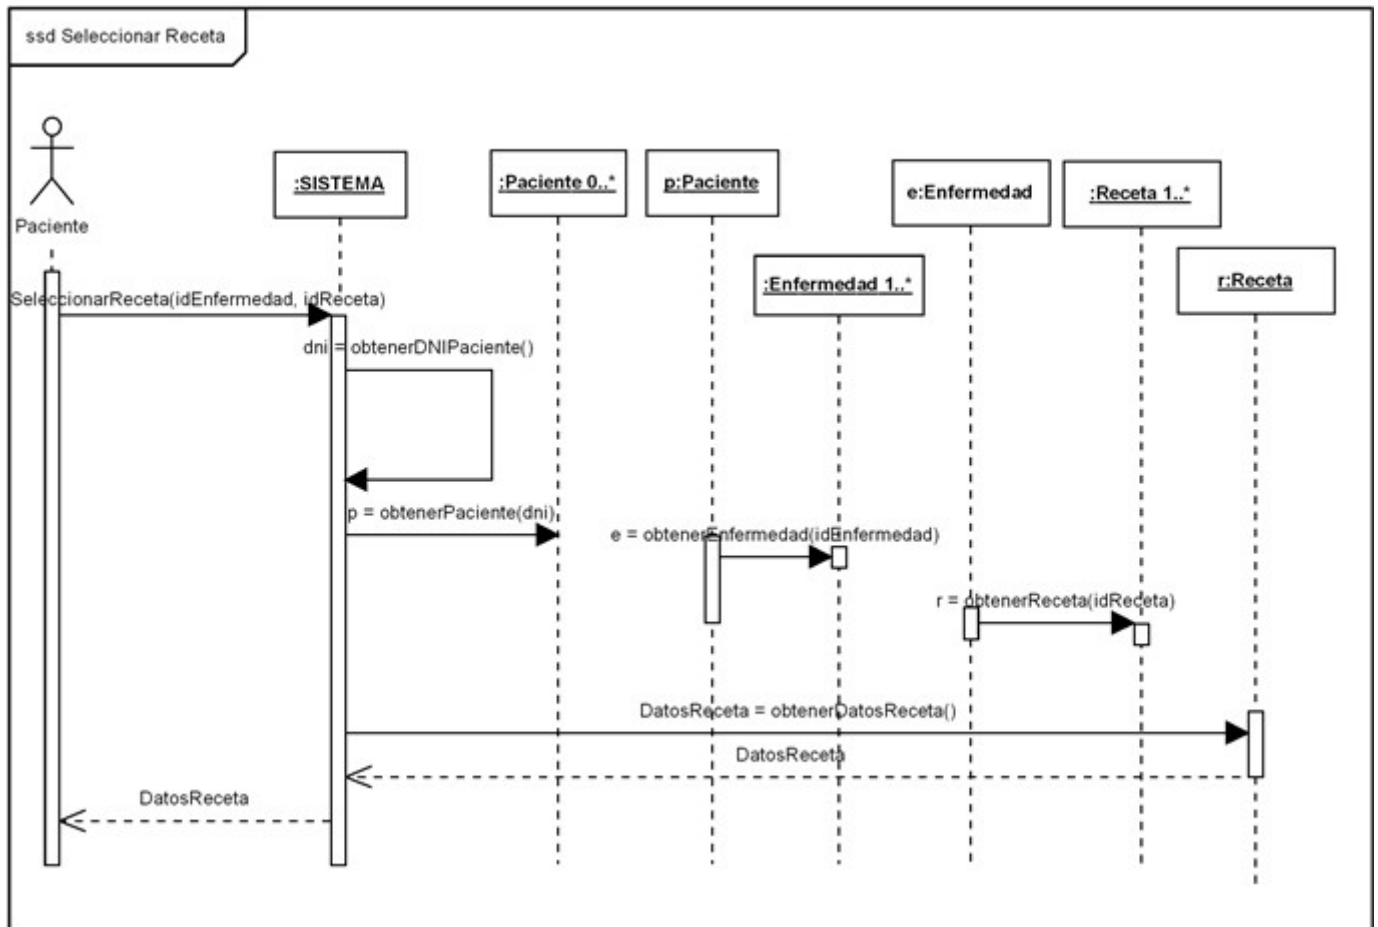 ssd Seleccionar Receta
Paciente
:SISTEMA
:Paciente 0..*
p:Paciente
:Enfermedad 1..*
e:Enfermedad
:Receta 1..*
r:Receta
SeleccionarReceta(idEnfermedad, idReceta)
dni = obtenerDNIPaciente()
p = obtenerPaciente(dni)
e = obtenerEnfermedad(idEnfermedad)
r = obtenerReceta(idReceta)
DatosReceta = obtenerDatosReceta()
DatosReceta
DatosReceta